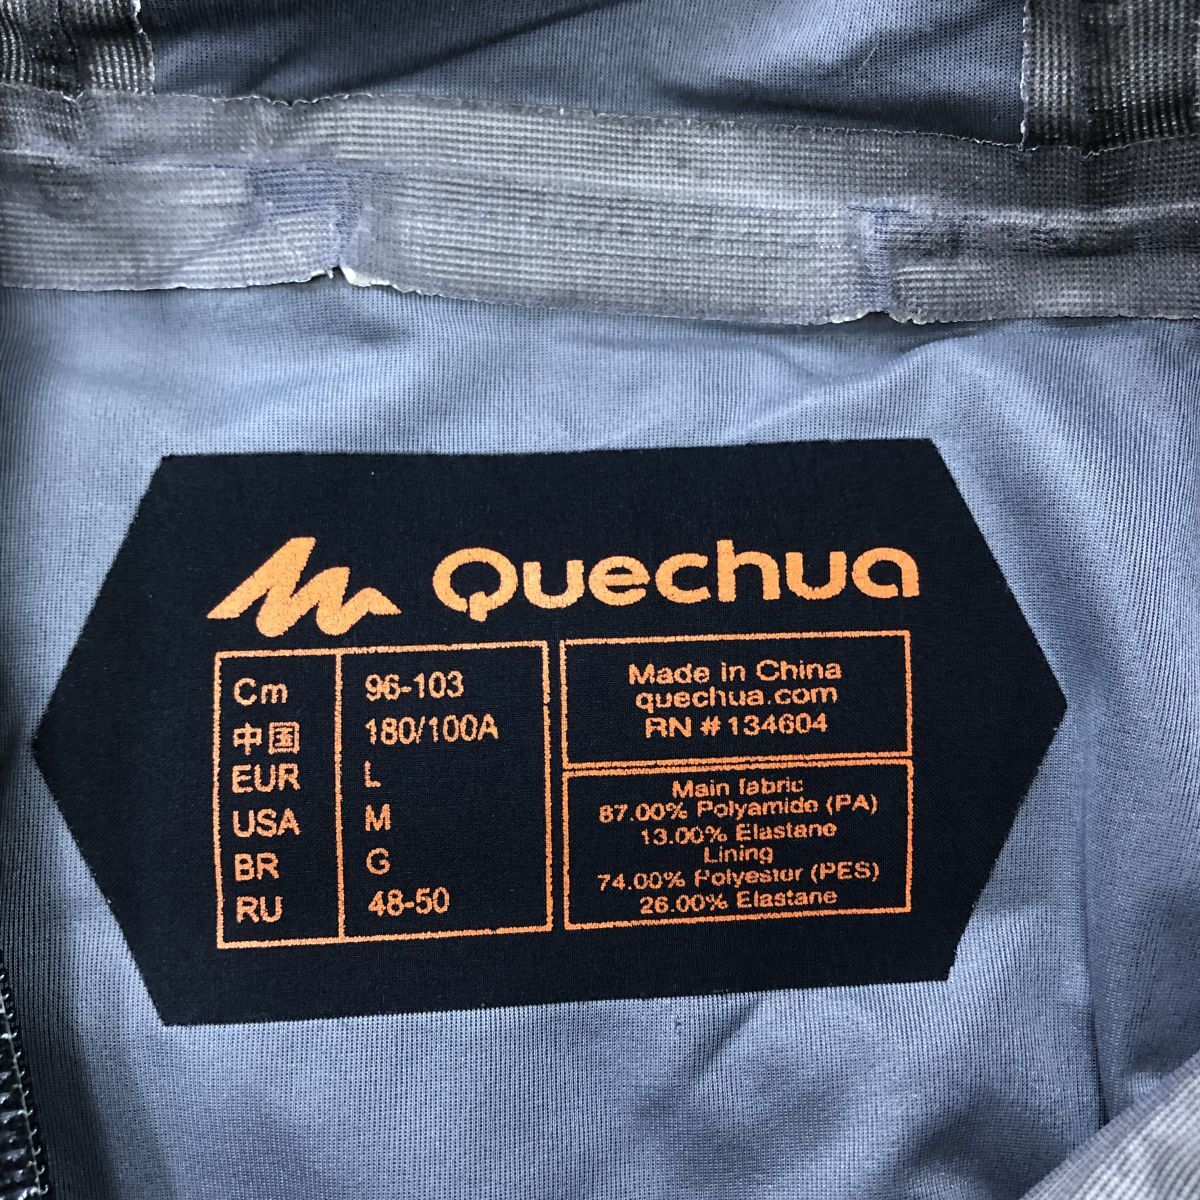 Quechua
Cm 96-103
中国 180/100A
EUR L
USA M
BR G
RU 48-50
Made in China
quechua.com
RN # 134604
Main fabric
87.00% Polyamide (PA)
13.00% Elastane
Lining
74.00% Polyester (PES)
26.00% Elastane